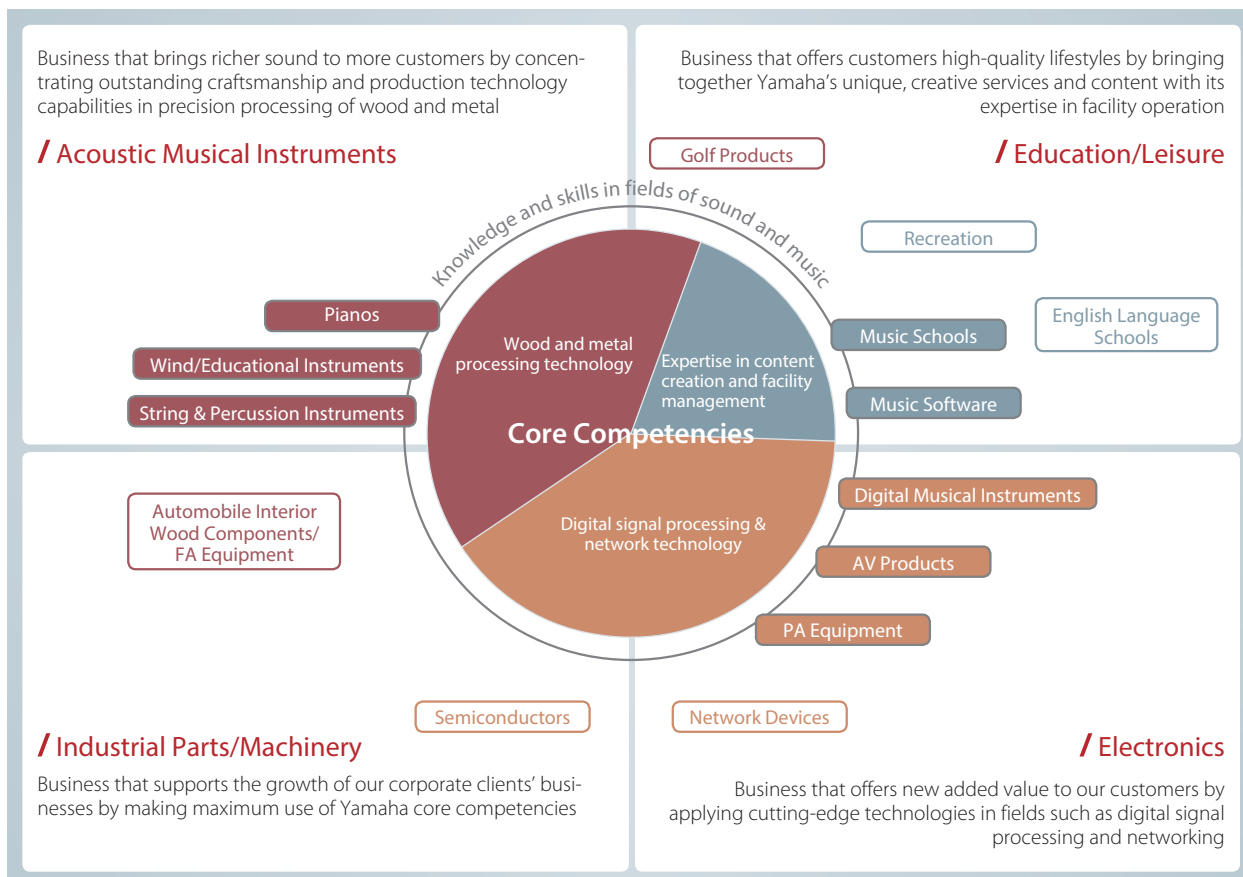 Business that brings richer sound to more customers by concen-
trating outstanding craftsmanship and production technology
capabilities in precision processing of wood and metal
/ Acoustic Musical Instruments
Business that offers customers high-quality lifestyles by bringing
together Yamaha’s unique, creative services and content with its
expertise in facility operation
/ Education/Leisure
Golf Products
Knowledge and skills in fields of sound and music
Recreation
English Language
Schools
Pianos
Wind/Educational Instruments
String & Percussion Instruments
Wood and metal
processing technology
Expertise in content
creation and facility
management
Music Schools
Music Software
Core Competencies
Digital signal processing &
network technology
Automobile Interior
Wood Components/
FA Equipment
Digital Musical Instruments
AV Products
PA Equipment
Semiconductors
Network Devices
/ Industrial Parts/Machinery
Business that supports the growth of our corporate clients’ busi-
nesses by making maximum use of Yamaha core competencies
/ Electronics
Business that offers new added value to our customers by
applying cutting-edge technologies in fields such as digital signal
processing and networking